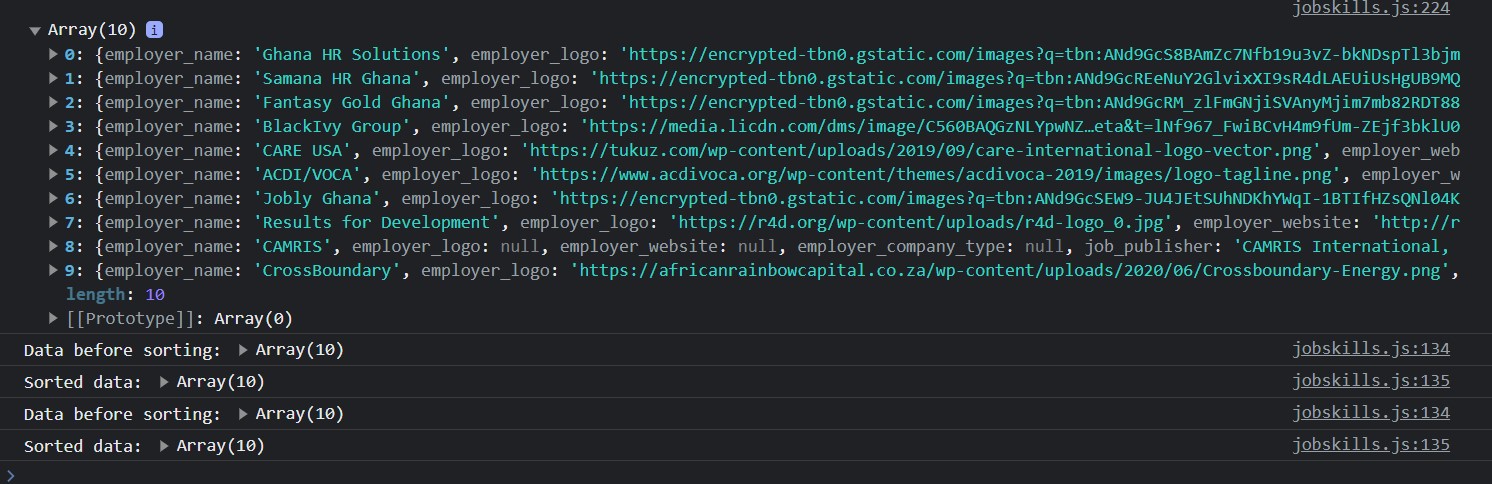 jobskills.js:224
Array(10) i
0: {employer_name: 'Ghana HR Solutions', employer_logo: 'https://encrypted-tbn0.gstatic.com/images?q=tbn:ANd9GcS8BAmZc7Nfb19u3vZ-bkNDspTl3bjm
1: {employer_name: 'Samana HR Ghana', employer_logo: 'https://encrypted-tbn0.gstatic.com/images?q=tbn:ANd9GcREeNuY2GlvixXI9sR4dLAEUiUsHgUB9MQ
2: {employer_name: 'Fantasy Gold Ghana', employer_logo: 'https://encrypted-tbn0.gstatic.com/images?q=tbn:ANd9GcRM_zlFmGNjiSVAnyMjim7mb82RDT88
3: {employer_name: 'BlackIvy Group', employer_logo: 'https://media.licdn.com/dms/image/C560BAQGzNLYpwNZ…eta&t=lNf967_FwiBCvH4m9fUm-ZEjf3bklU0
4: {employer_name: 'CARE USA', employer_logo: 'https://tukuz.com/wp-content/uploads/2019/09/care-international-logo-vector.png', employer_web
5: {employer_name: 'ACDI/VOCA', employer_logo: 'https://www.acdivoca.org/wp-content/themes/acdivoca-2019/images/logo-tagline.png', employer_w
6: {employer_name: 'Jobly Ghana', employer_logo: 'https://encrypted-tbn0.gstatic.com/images?q=tbn:ANd9GcSEW9-JU4JEtSUhNDKhYWqI-1BTIfHZsQNl04K
7: {employer_name: 'Results for Development', employer_logo: 'https://r4d.org/wp-content/uploads/r4d-logo_0.jpg', employer_website: 'http://r
8: {employer_name: 'CAMRIS', employer_logo: null, employer_website: null, employer_company_type: null, job_publisher: 'CAMRIS International,
9: {employer_name: 'CrossBoundary', employer_logo: 'https://africanrainbowcapital.co.za/wp-content/uploads/2020/06/Crossboundary-Energy.png',
length: 10
[[Prototype]]: Array(0)
Data before sorting: Array(10) jobskills.js:134
Sorted data: Array(10) jobskills.js:135
Data before sorting: Array(10) jobskills.js:134
Sorted data: Array(10) jobskills.js:135